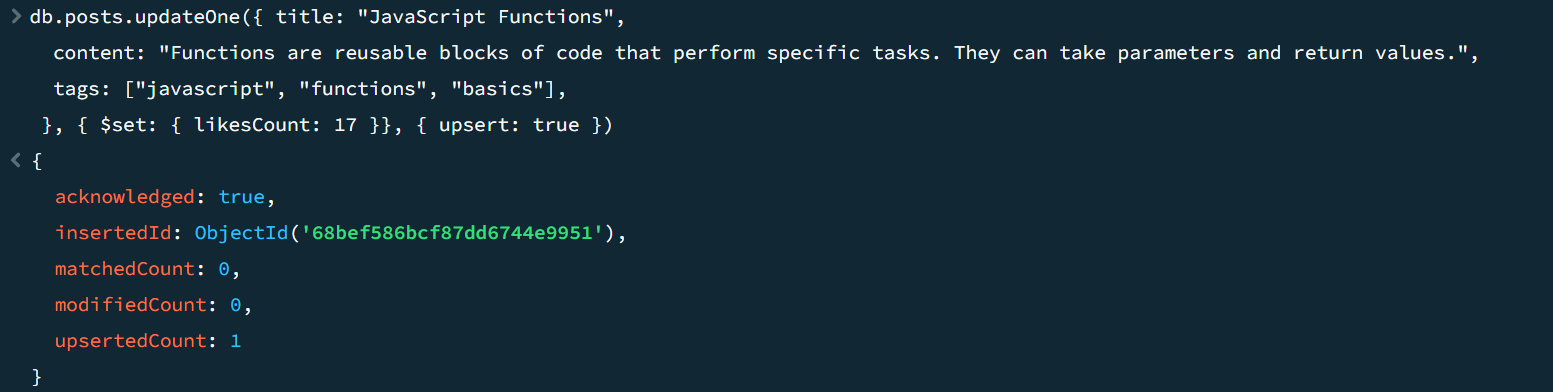 > db.posts.updateOne({ title: "JavaScript Functions",
content: "Functions are reusable blocks of code that perform specific tasks. They can take parameters and return values.",
tags: ["javascript", "functions", "basics"],
}, { $set: { likesCount: 17 }}, { upsert: true })
< {
acknowledged: true,
insertedId: ObjectId('68bef586bcf87dd6744e9951'),
matchedCount: 0,
modifiedCount: 0,
upsertedCount: 1
}